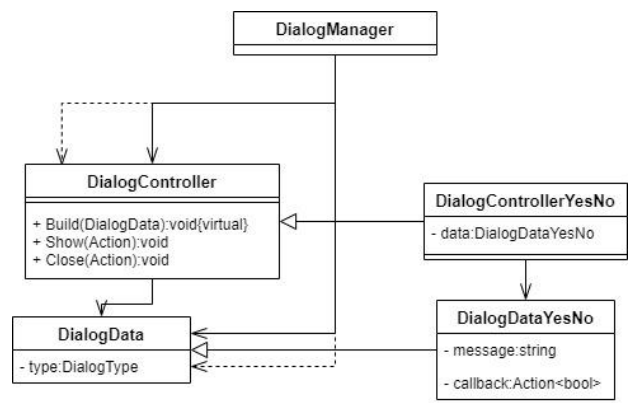 DialogManager
DialogController
+ Build(DialogData):void{virtual}
+ Show(Action):void
+ Close(Action):void
DialogControllerYesNo
- data:DialogDataYesNo
DialogData
- type:DialogType
DialogDataYesNo
- message:string
- callback:Action<bool>